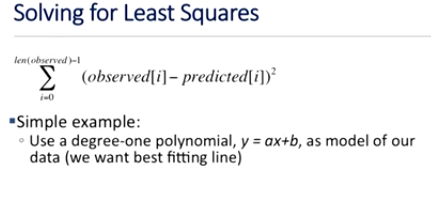 Solving for Least Squares
len(observed)-1
∑ (observed[i]− predicted[i])²
i=0
▪Simple example:
◦ Use a degree-one polynomial, y = ax+b, as model of our
data (we want best fitting line)